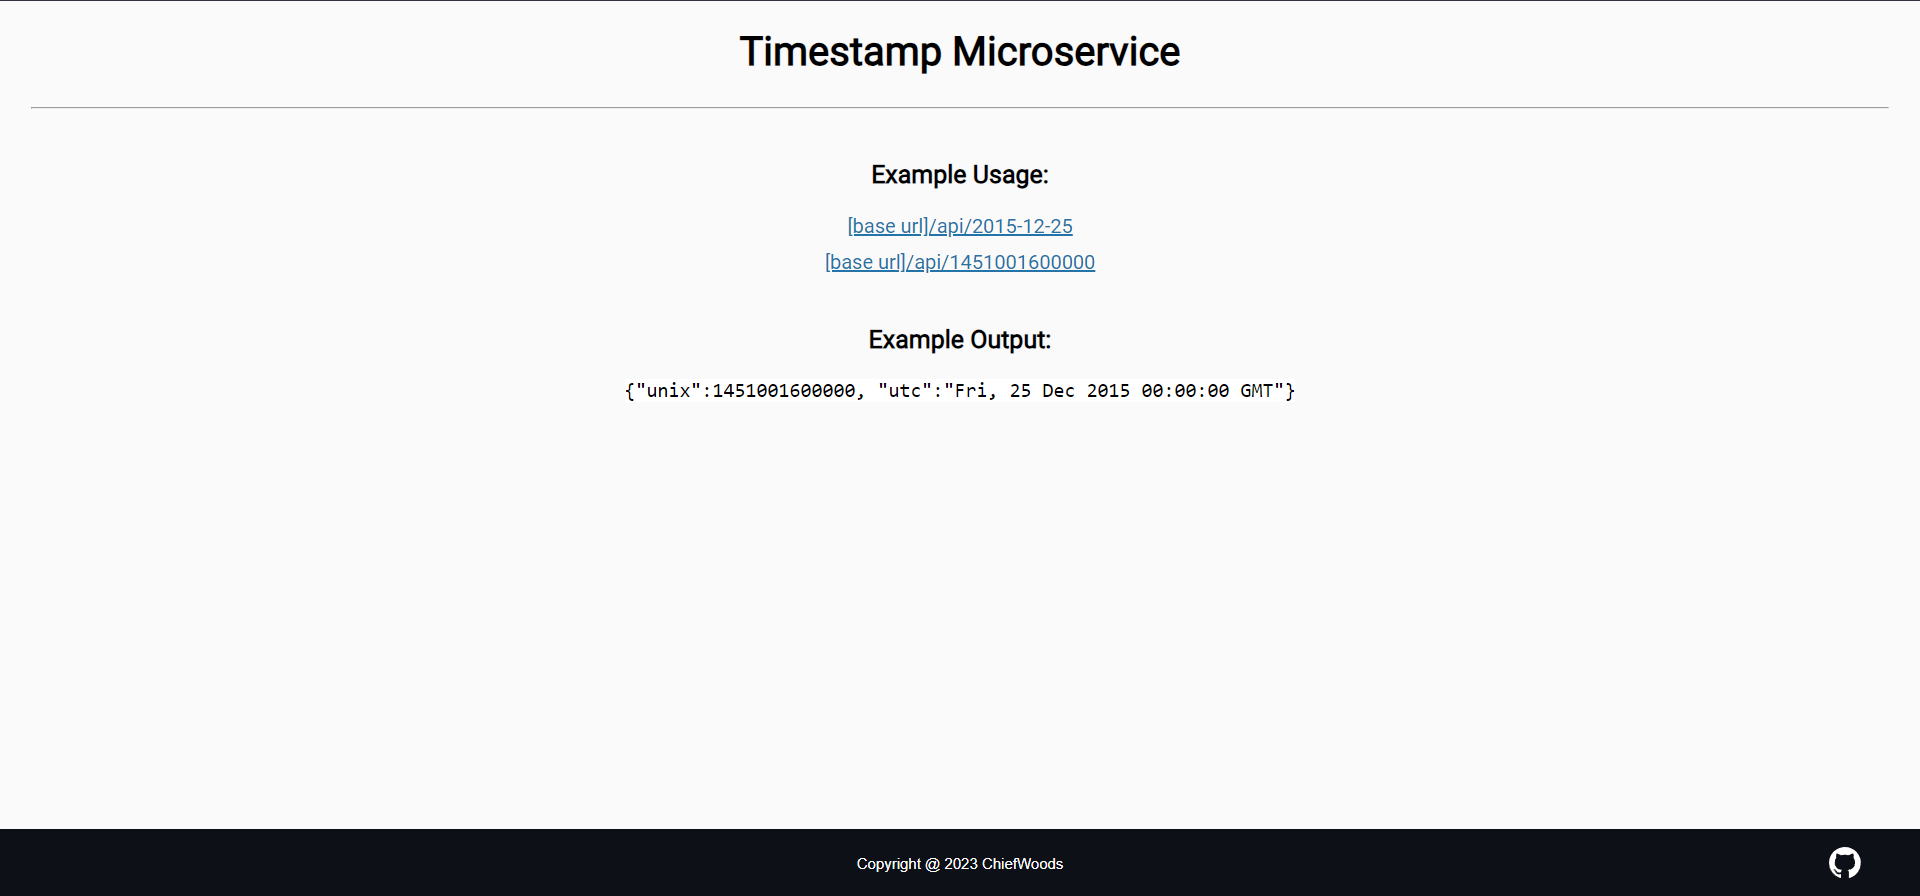 Timestamp Microservice
Example Usage:
[base url]/api/2015-12-25
[base url]/api/1451001600000
Example Output:
{"unix":1451001600000, "utc":"Fri, 25 Dec 2015 00:00:00 GMT"}
Copyright @ 2023 ChiefWoods